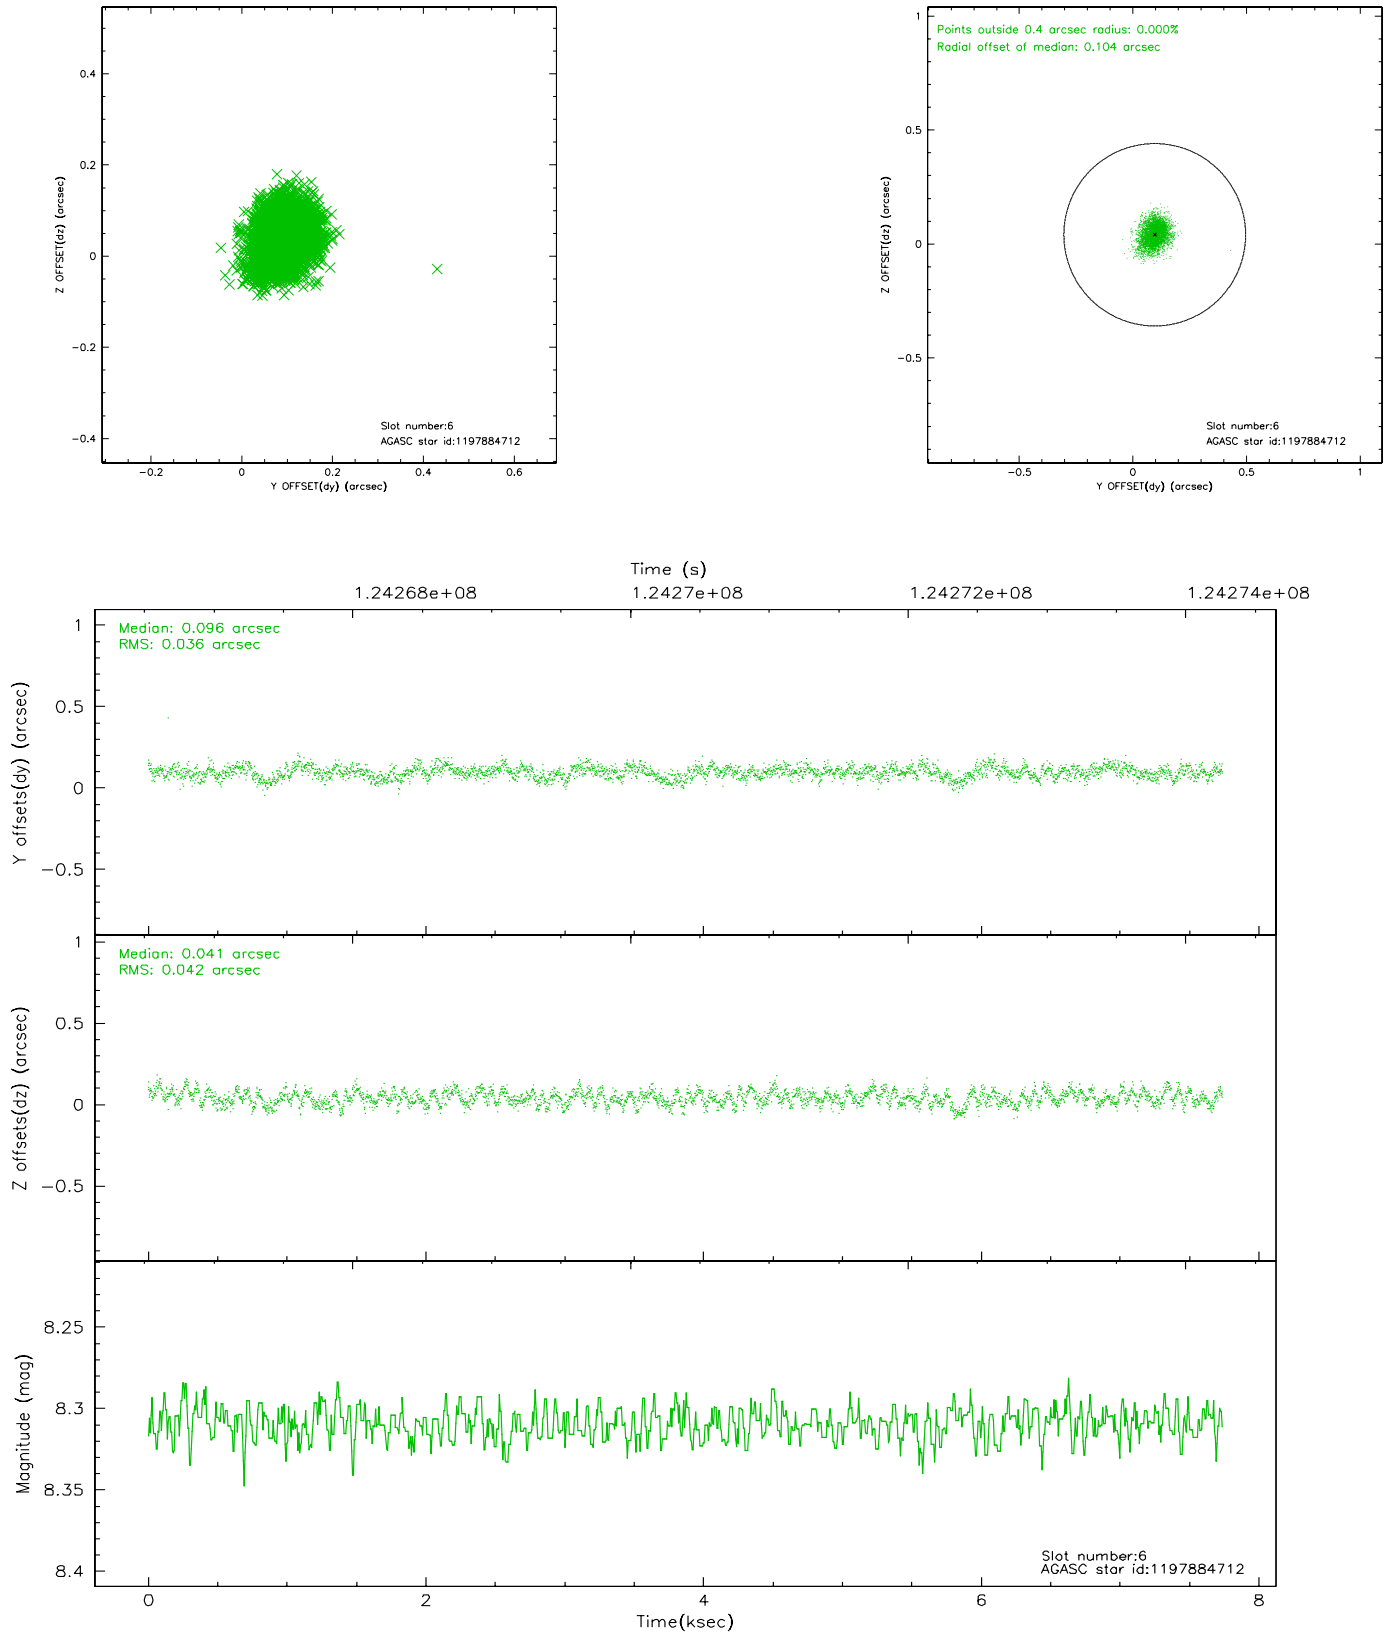 0.4
0.2
0
−0.2
−0.4
Z OFFSET(dz) (arcsec)
Slot number:6
AGASC star id:1197884712
−0.2 0 0.2 0.4 0.6
Y OFFSET(dy) (arcsec)
Points outside 0.4 arcsec radius: 0.000%
Radial offset of median: 0.104 arcsec
1
0.5
0
−0.5
Z OFFSET(dz) (arcsec)
Slot number:6
AGASC star id:1197884712
−0.5 0 0.5 1
Y OFFSET(dy) (arcsec)
Time (s)
1.24268e+08 1.2427e+08 1.24272e+08 1.24274e+08
Median: 0.096 arcsec
RMS: 0.036 arcsec
1
0.5
0
−0.5
Y offsets(dy) (arcsec)
Median: 0.041 arcsec
RMS: 0.042 arcsec
1
0.5
0
−0.5
Z offsets(dz) (arcsec)
8.25
8.3
8.35
8.4
Magnitude (mag)
Slot number:6
AGASC star id:1197884712
0 2 4 6 8
Time(ksec)